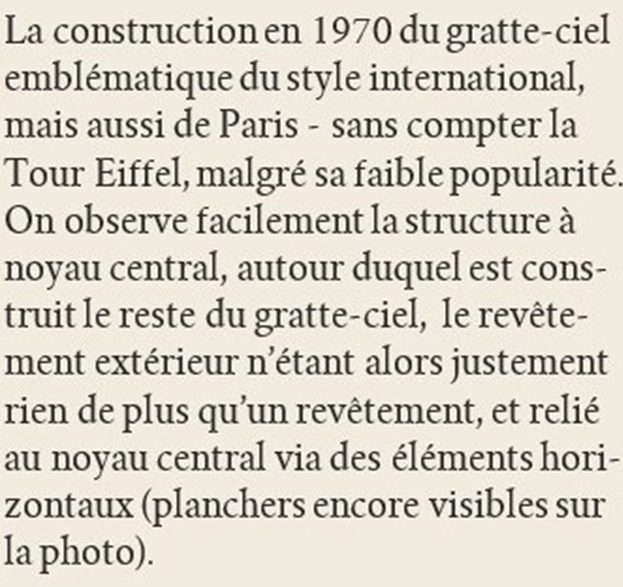 La construction en 1970 du gratte-ciel
emblématique du style international,
mais aussi de Paris - sans compter la
Tour Eiffel, malgré sa faible popularité.
On observe facilement la structure à
noyau central, autour duquel est cons-
truit le reste du gratte-ciel, le revête-
ment extérieur n’étant alors justement
rien de plus qu’un revêtement, et relié
au noyau central via des éléments hori-
zontaux (planchers encore visibles sur
la photo).